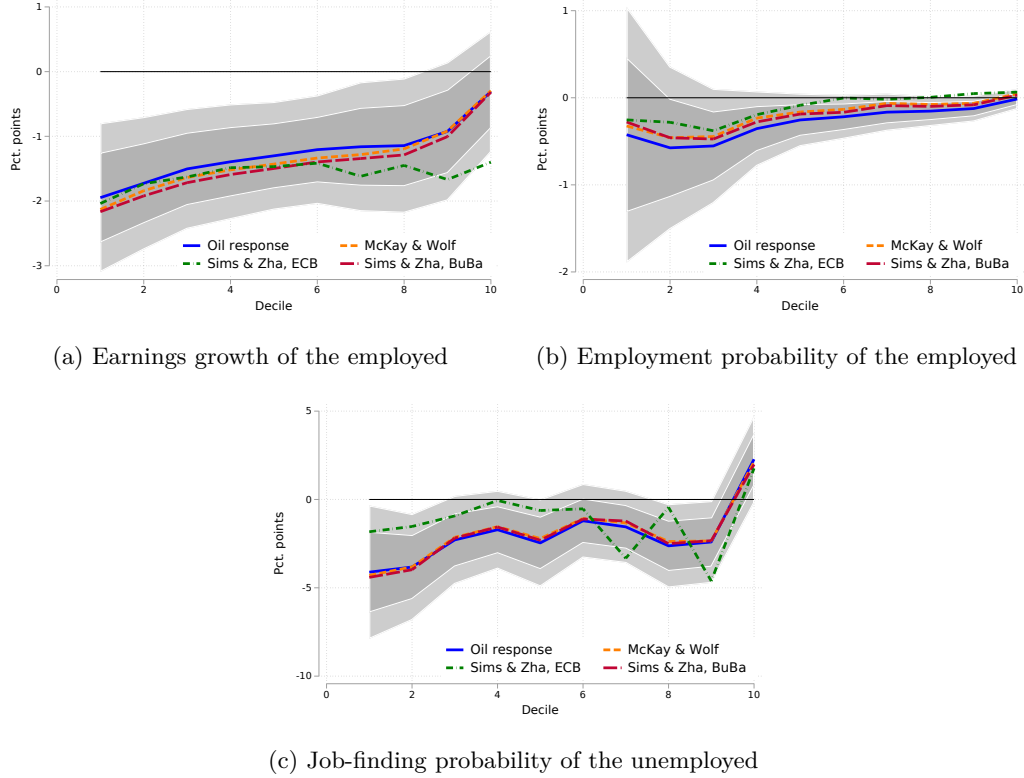 1
0
-1
-2
-3
Pct. points
Oil response
McKay & Wolf
Sims & Zha, ECB
Sims & Zha, BuBa
0 2 4 6 8 10
Decile
(a) Earnings growth of the employed
1
0
-1
-2
Pct. points
Oil response
McKay & Wolf
Sims & Zha, ECB
Sims & Zha, BuBa
0 2 4 6 8 10
Decile
(b) Employment probability of the employed
5
0
-5
-10
Pct. points
Oil response
McKay & Wolf
Sims & Zha, ECB
Sims & Zha, BuBa
0 2 4 6 8 10
Decile
(c) Job-finding probability of the unemployed